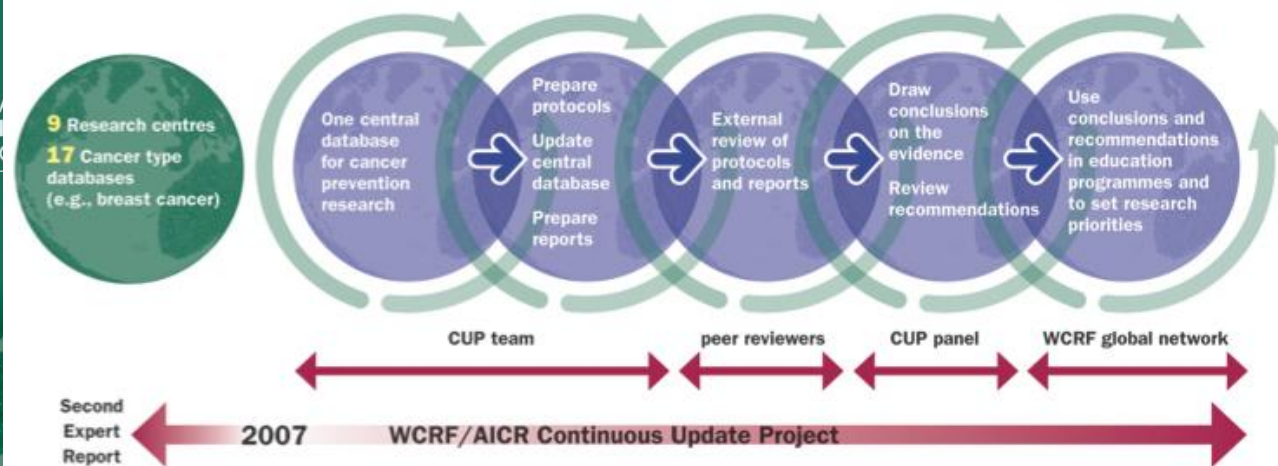 9 Research centres
17 Cancer type
databases
(e.g., breast cancer)
One central
database
for cancer
prevention
research
Prepare
protocols
Update
central
database
Prepare
reports
External
review of
protocols
and reports
Draw
conclusions
on the
evidence
Review
recommendations
Use
conclusions and
recommendations
in education
programmes and
to set research
priorities
CUP team
peer reviewers
CUP panel
WCRF global network
Second
Expert
Report
2007
WCRF/AICR Continuous Update Project